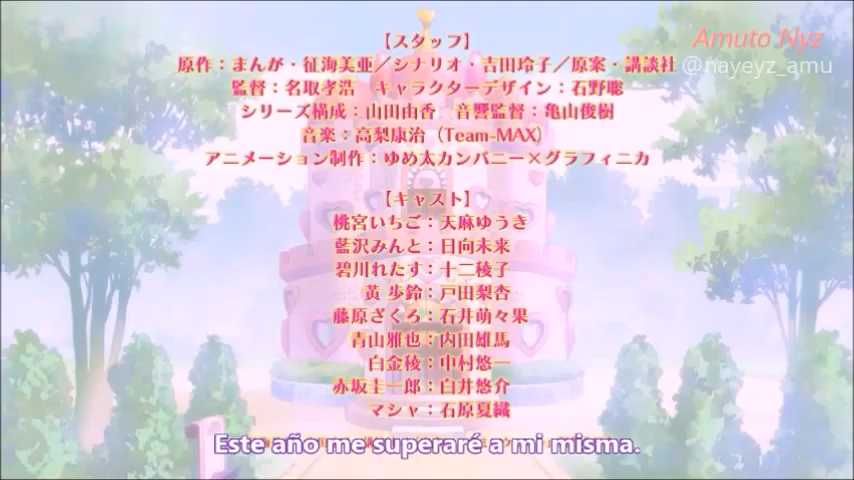 Amuto Nyz
@nayeyz_amu
【スタッフ】
原作：まんが・征海美亜／シナリオ・吉田玲子／原案・講談社
監督：名取孝浩　キャラクターデザイン：石野聡
シリーズ構成：山田由香　音響監督：亀山俊樹
音楽：高梨康治（Team-MAX）
アニメーション制作：ゆめ太カンパニー×グラフィニカ
【キャスト】
桃宮いちご：天麻ゆうき
藍沢みんと：日向未来
碧川れたす：十二稜子
黄 歩鈴：戸田梨杏
藤原ざくろ：石井萌々果
青山雅也：内田雄馬
白金稜：中村悠一
赤坂圭一郎：白井悠介
マシャ：石原夏織
Este año me superaré a mi misma.